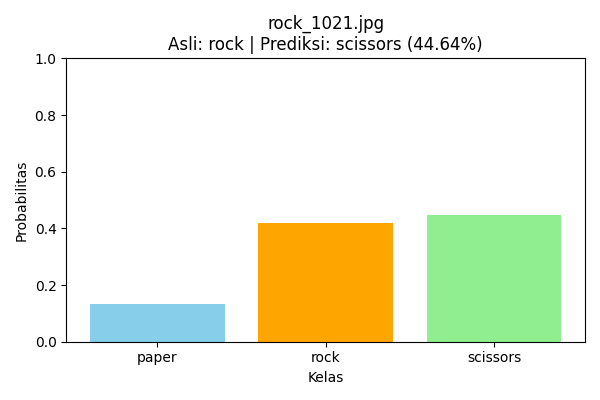 rock_1021.jpg
Asli: rock | Prediksi: scissors (44.64%)
1.0
0.8
0.6
0.4
0.2
0.0
Probabilitas
paper
rock
scissors
Kelas